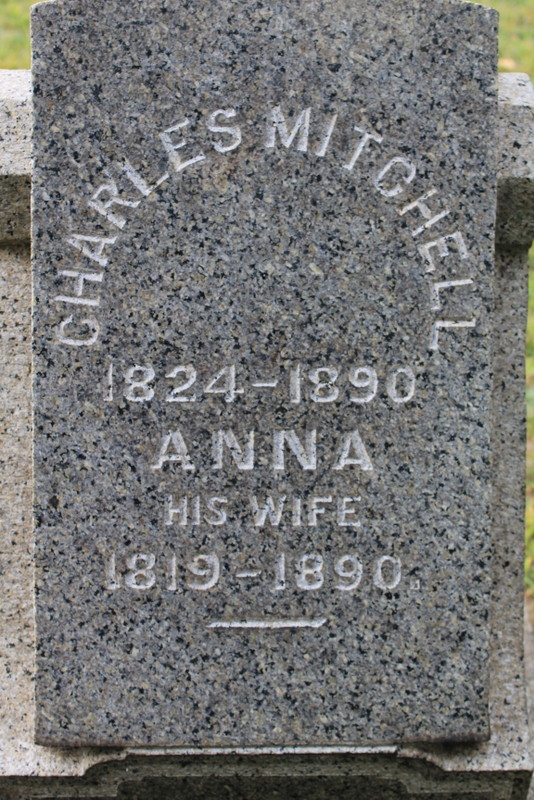 CHARLES MITCHELL
1824-1890
ANNA
HIS WIFE
1819-1890.